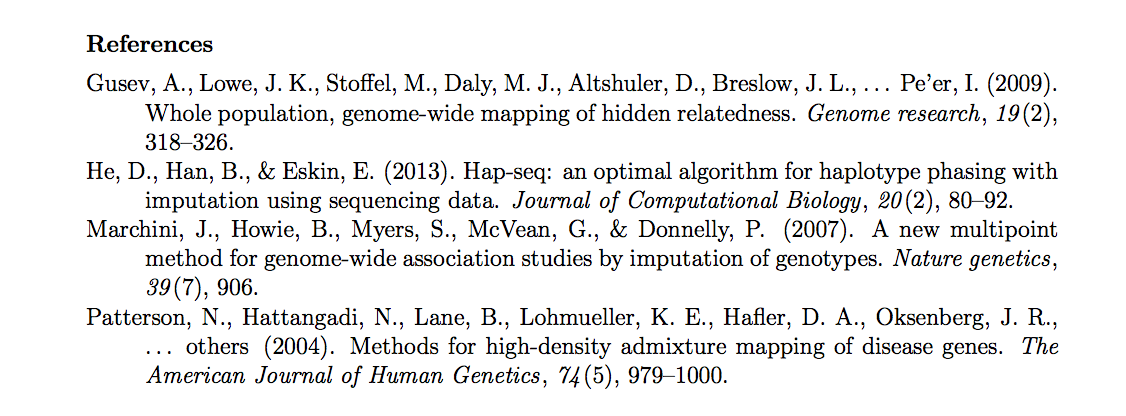 References
Gusev, A., Lowe, J. K., Stoffel, M., Daly, M. J., Altshuler, D., Breslow, J. L., … Pe’er, I. (2009).
Whole population, genome-wide mapping of hidden relatedness. Genome research, 19(2),
318–326.
He, D., Han, B., & Eskin, E. (2013). Hap-seq: an optimal algorithm for haplotype phasing with
imputation using sequencing data. Journal of Computational Biology, 20(2), 80–92.
Marchini, J., Howie, B., Myers, S., McVean, G., & Donnelly, P. (2007). A new multipoint
method for genome-wide association studies by imputation of genotypes. Nature genetics,
39(7), 906.
Patterson, N., Hattangadi, N., Lane, B., Lohmueller, K. E., Hafler, D. A., Oksenberg, J. R.,
… others (2004). Methods for high-density admixture mapping of disease genes. The
American Journal of Human Genetics, 74(5), 979–1000.